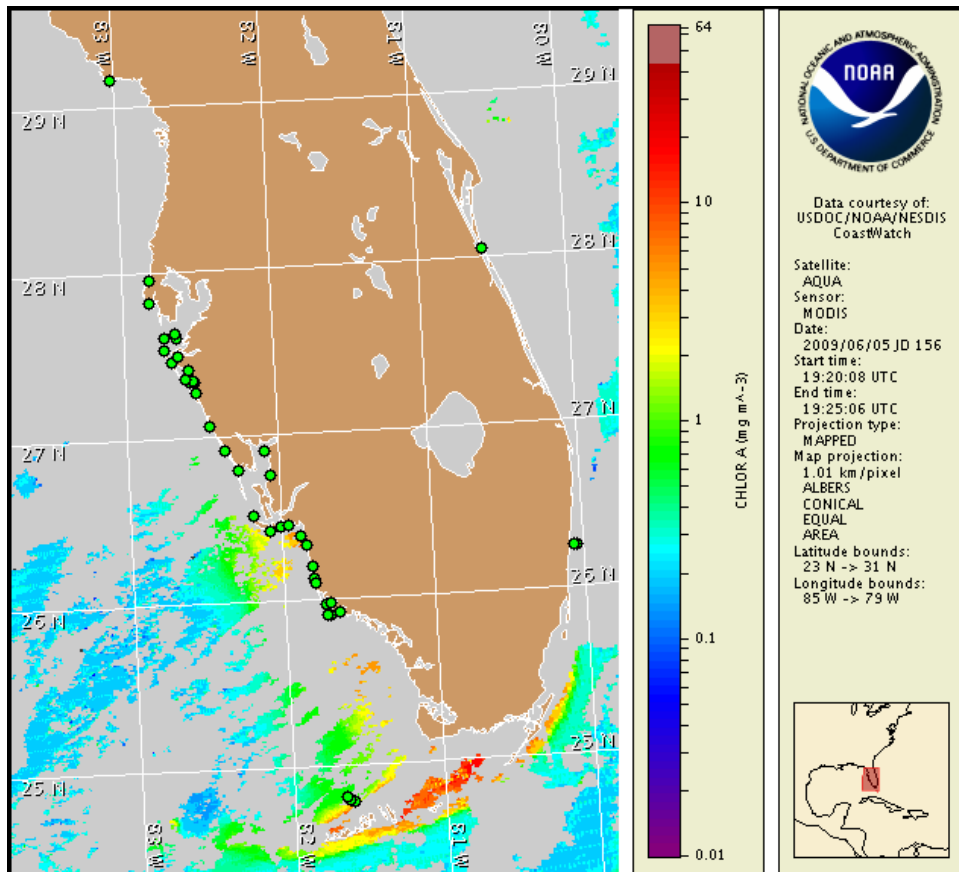 83 W
82 W
81 W
80 W
29 N
29 N
28 N
28 N
27 N
27 N
26 N
26 N
25 N
25 N
83 W
82 W
81 W
64
10
1
0.1
0.01
CHLOR A (mg m^-3)
NATIONAL OCEANIC AND ATMOSPHERIC ADMINISTRATION
NOAA
U.S. DEPARTMENT OF COMMERCE
Data courtesy of:
USDOC/NOAA/NESDIS
CoastWatch
Satellite:
AQUA
Sensor:
MODIS
Date:
2009/06/05 JD 156
Start time:
19:20:08 UTC
End time:
19:25:06 UTC
Projection type:
MAPPED
Map projection:
1.01 km/pixel
ALBERS
CONICAL
EQUAL
AREA
Latitude bounds:
23 N -> 31 N
Longitude bounds:
85 W -> 79 W